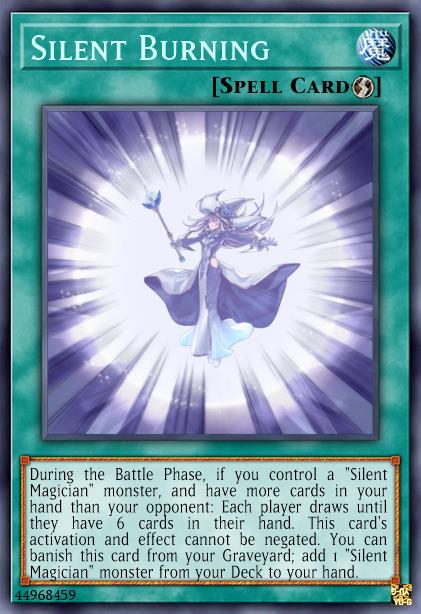 Silent Burning
[Spell Card]
During the Battle Phase, if you control a "Silent
Magician" monster, and have more cards in your
hand than your opponent: Each player draws until
they have 6 cards in their hand. This card's
activation and effect cannot be negated. You can
banish this card from your Graveyard; add 1 "Silent
Magician" monster from your Deck to your hand.
44968459